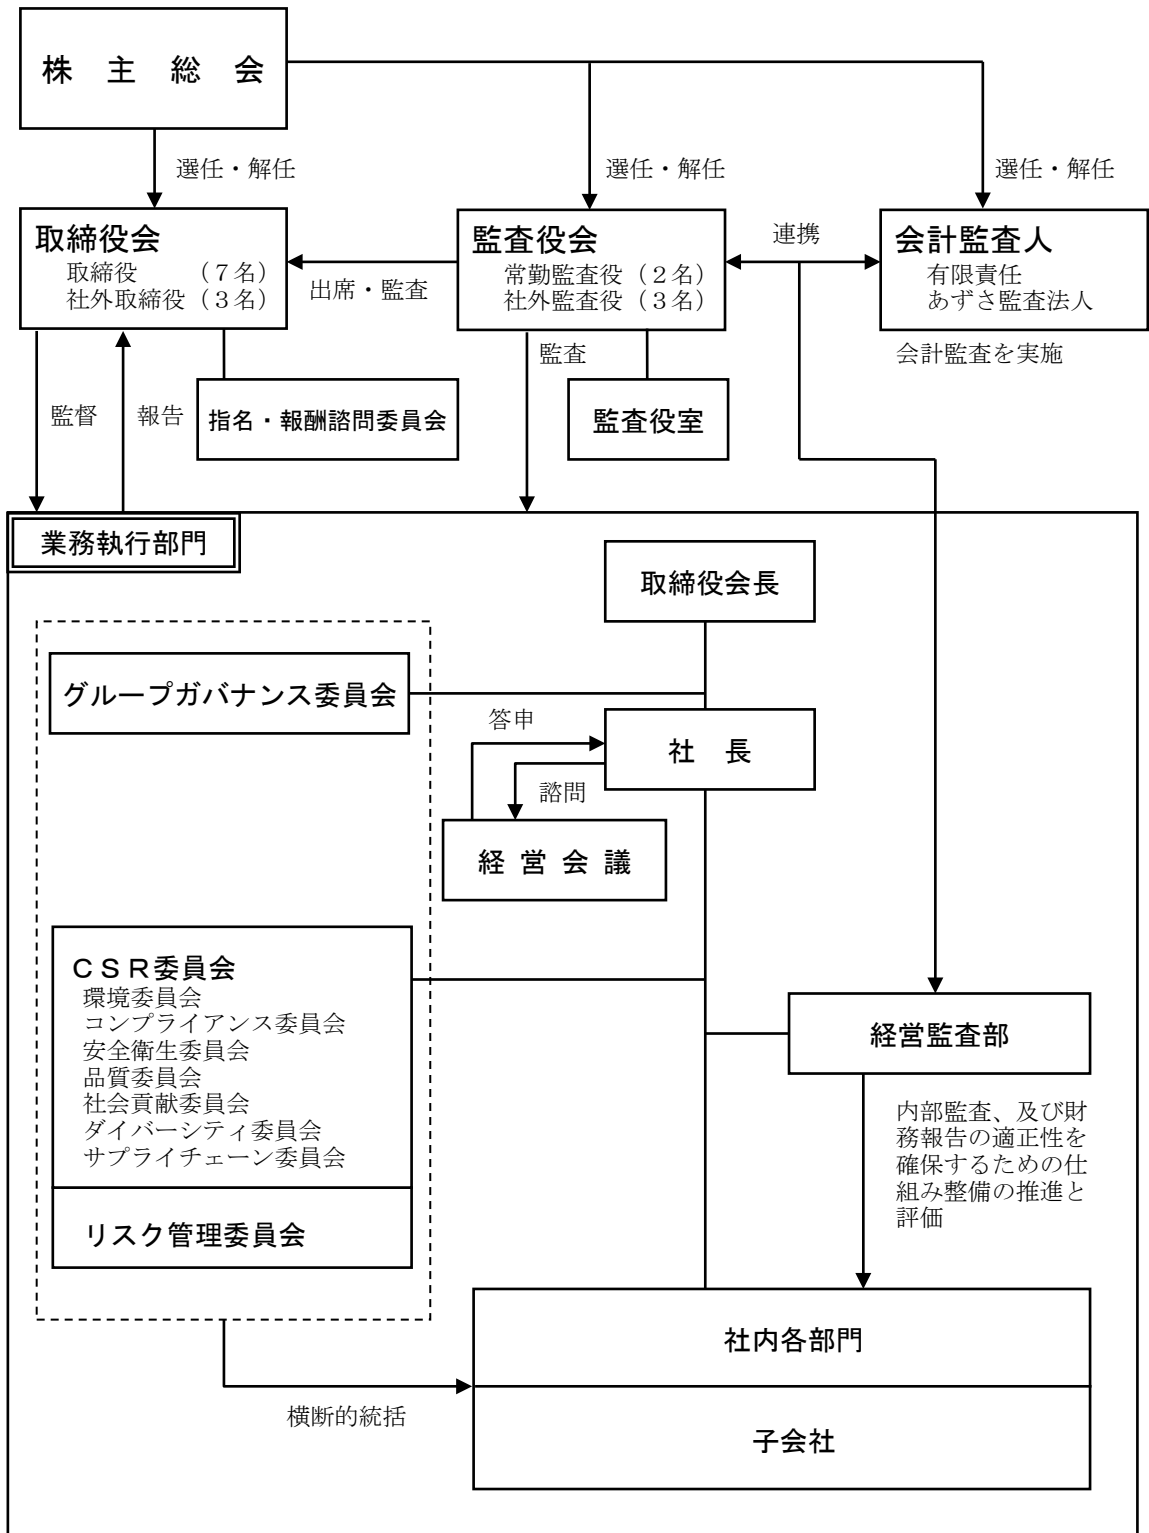 株 主 総 会
選任・解任
選任・解任
選任・解任
取締役会
取締役 （７名）
社外取締役（３名）
出席・監査
監査役会
常勤監査役（２名）
社外監査役（３名）
連携
会計監査人
有限責任
あずさ監査法人
会計監査を実施
監督
報告
指名・報酬諮問委員会
監査
監査役室
業務執行部門
取締役会長
グループガバナンス委員会
答申
社 長
諮問
経 営 会 議
ＣＳＲ委員会
環境委員会
コンプライアンス委員会
安全衛生委員会
品質委員会
社会貢献委員会
ダイバーシティ委員会
サプライチェーン委員会
リスク管理委員会
経営監査部
内部監査、及び財
務報告の適正性を
確保するための仕
組み整備の推進と
評価
社内各部門
横断的統括
子会社